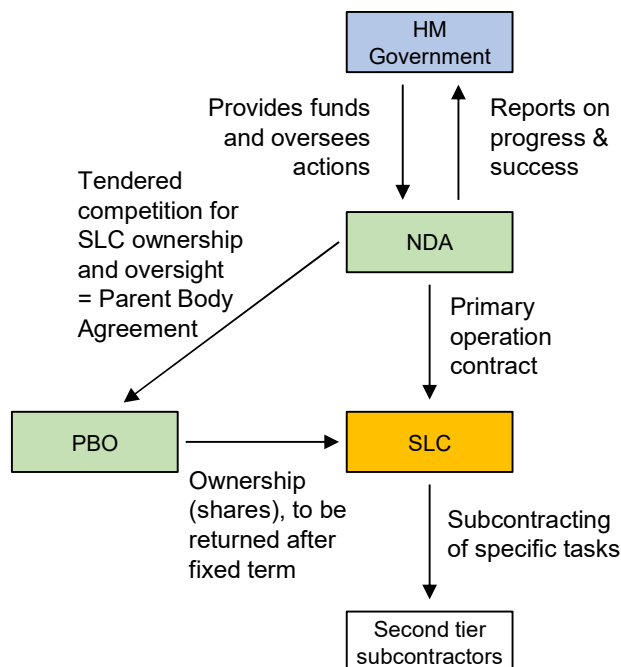 HM
Government
Provides funds
and oversees
actions
Reports on
progress &
success
Tendered
competition for
SLC ownership
and oversight
= Parent Body
Agreement
NDA
Primary
operation
contract
PBO
SLC
Ownership
(shares), to be
returned after
fixed term
Subcontracting
of specific tasks
Second tier
subcontractors